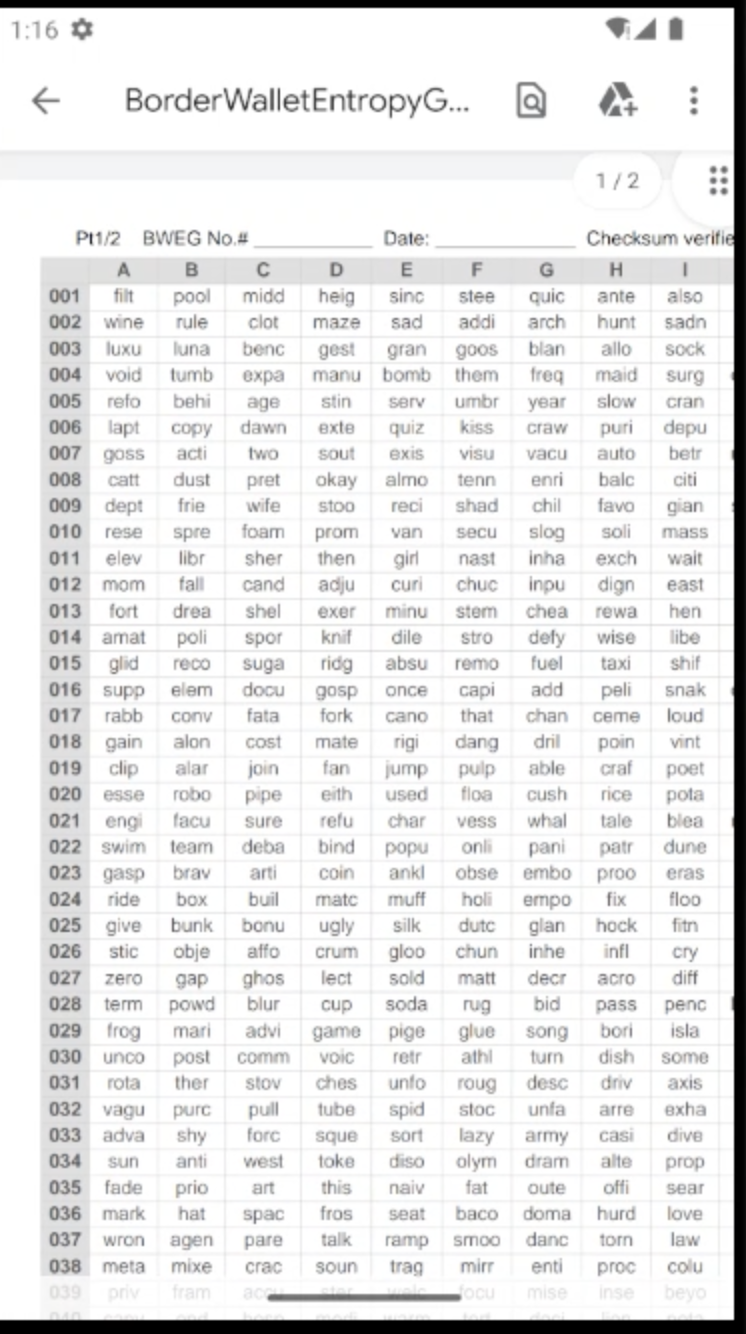 1:16
BorderWalletEntropyG...
1 / 2
Pt1/2 BWEG No.# Date: Checksum verifie
A B C D E F G H I
001 filt pool midd heig sinc stee quic ante also
002 wine rule clot maze sad addi arch hunt sadn
003 luxu luna benc gest gran goos blan allo sock
004 void tumb expa manu bomb them freq maid surg
005 refo behi age stin serv umbr year slow cran
006 lapt copy dawn exte quiz kiss craw puri depu
007 goss acti two sout exis visu vacu auto betr
008 catt dust pret okay almo tenn enri balc citi
009 dept frie wife stoo reci shad chil favo gian
010 rese spre foam prom van secu slog soli mass
011 elev libr sher then girl nast inha exch wait
012 mom fall cand adju curi chuc inpu dign east
013 fort drea shel exer minu stem chea rewa hen
014 amat poli spor knif dile stro defy wise libe
015 glid reco suga ridg absu remo fuel taxi shif
016 supp elem docu gosp once capi add peli snak
017 rabb conv fata fork cano that chan ceme loud
018 gain alon cost mate rigi dang dril poin vint
019 clip alar join fan jump pulp able craf poet
020 esse robo pipe eith used floa cush rice pota
021 engi facu sure refu char vess whal tale blea
022 swim team deba bind popu onli pani patr dune
023 gasp brav arti coin ankl obse embo proo eras
024 ride box buil matc muff holi empo fix floo
025 give bunk bonu ugly silk dutc glan hock fitn
026 stic obje affo crum gloo chun inhe infl cry
027 zero gap ghos lect sold matt decr acro diff
028 term powd blur cup soda rug bid pass penc
029 frog mari advi game pige glue song bori isla
030 unco post comm voic retr athl turn dish some
031 rota ther stov ches unfo roug desc driv axis
032 vagu purc pull tube spid stoc unfa arre exha
033 adva shy forc sque sort lazy army casi dive
034 sun anti west toke diso olym dram alte prop
035 fade prio art this naiv fat oute offi sear
036 mark hat spac fros seat baco doma hurd love
037 wron agen pare talk ramp smoo danc torn law
038 meta mixe crac soun trag mirr enti proc colu
039 priv fram accu ster welc focu mise inse beyo